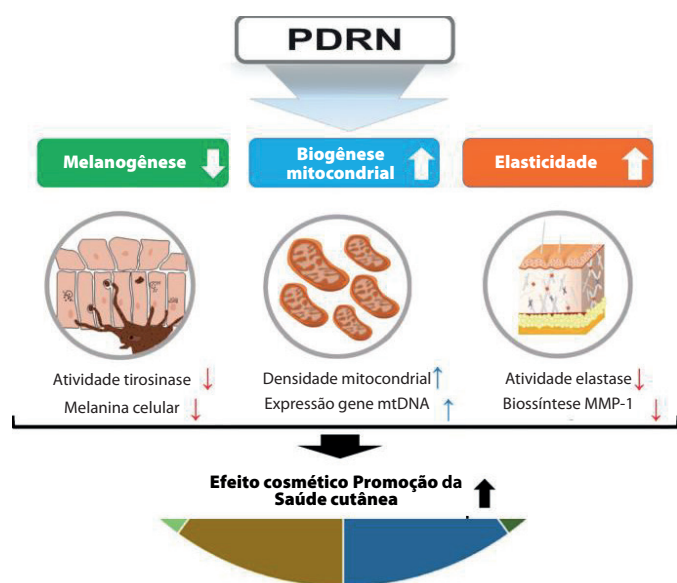 PDRN
Melanogênese
Biogênese
mitocondrial
Elasticidade
Atividade tirosinase
Melanina celular
Densidade mitocondrial
Expressão gene mtDNA
Atividade elastase
Biossíntese MMP-1
Efeito cosmético Promoção da
Saúde cutânea